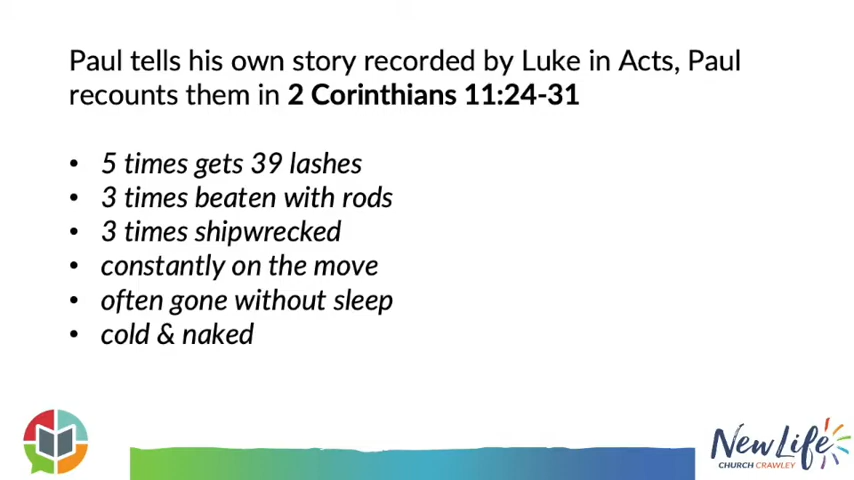 Paul tells his own story recorded by Luke in Acts, Paul
recounts them in 2 Corinthians 11:24-31
• 5 times gets 39 lashes
• 3 times beaten with rods
• 3 times shipwrecked
• constantly on the move
• often gone without sleep
• cold & naked
New Life
CHURCH CRAWLEY